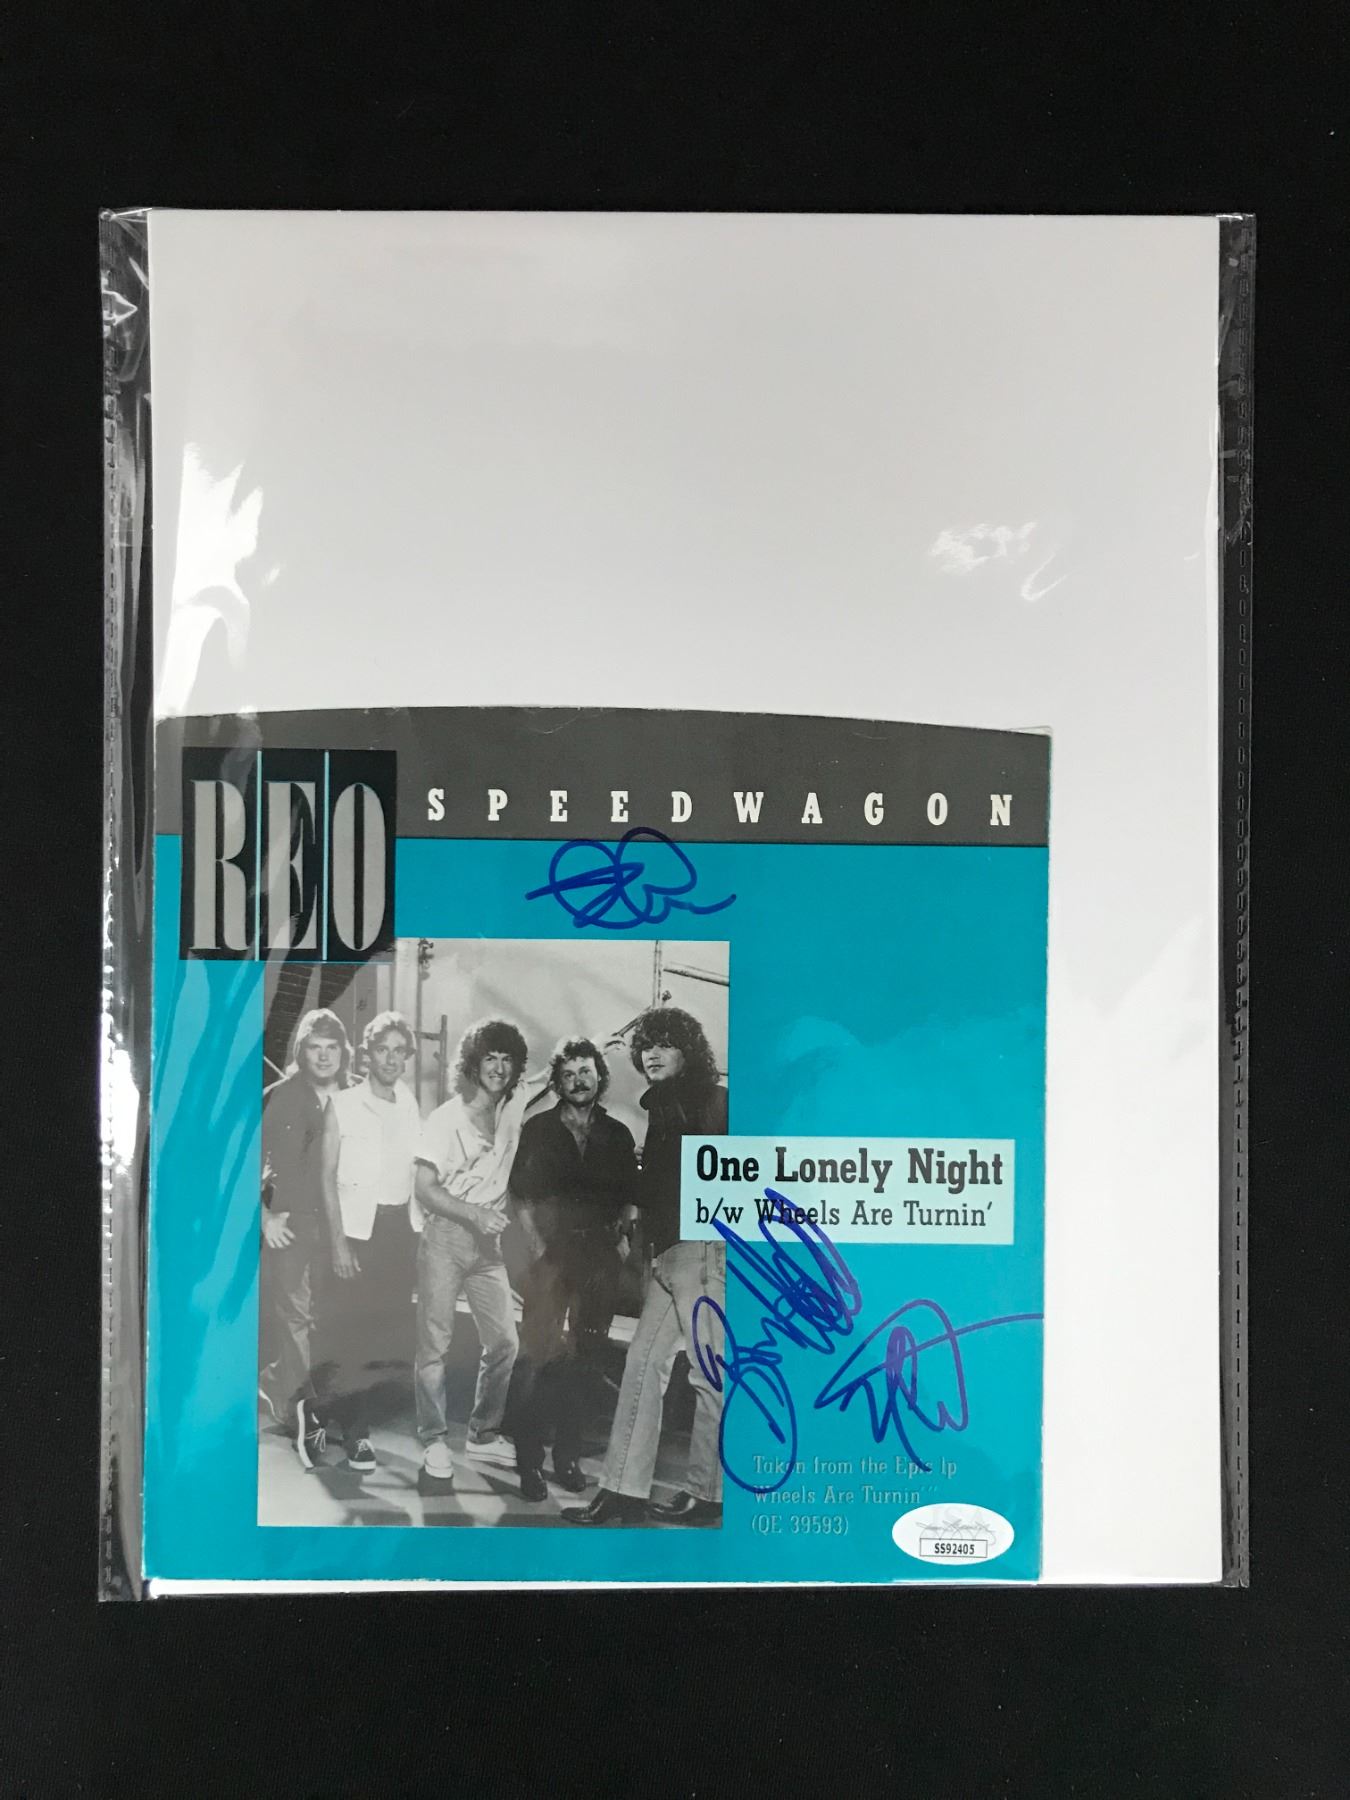 REO
SPEEDWAGON
One Lonely Night
b/w Wheels Are Turnin'
Taken from the Epic lp
Wheels Are Turnin'"
(QE 39593)
JSA
SS92405